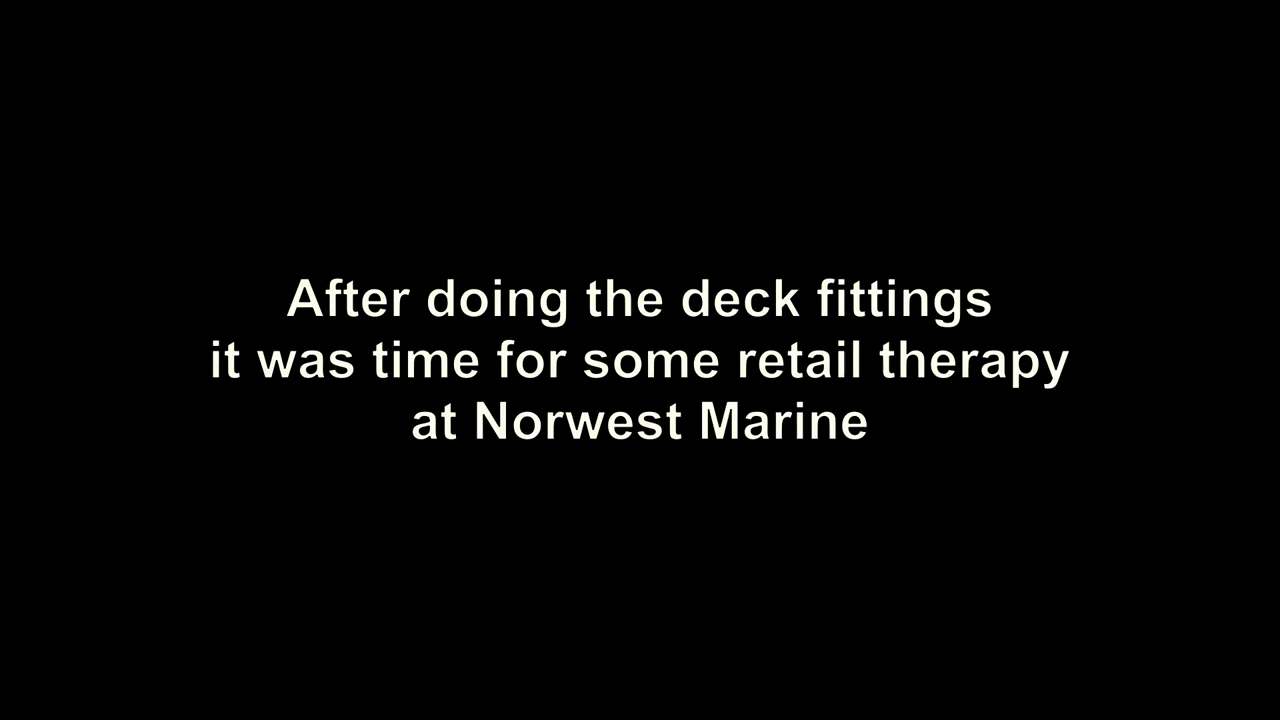 After doing the deck fittings
it was time for some retail therapy
at Norwest Marine